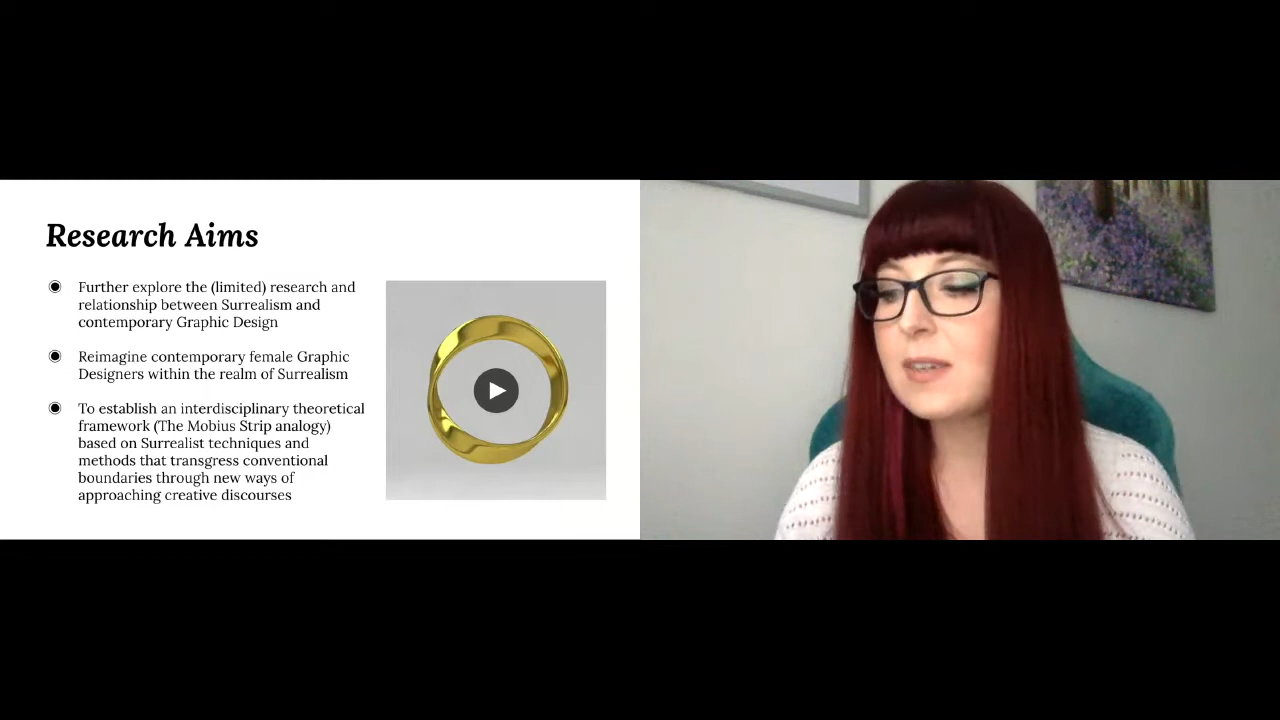 Research Aims
Further explore the (limited) research and
relationship between Surrealism and
contemporary Graphic Design
Reimagine contemporary female Graphic
Designers within the realm of Surrealism
To establish an interdisciplinary theoretical
framework (The Mobius Strip analogy)
based on Surrealist techniques and
methods that transgress conventional
boundaries through new ways of
approaching creative discourses